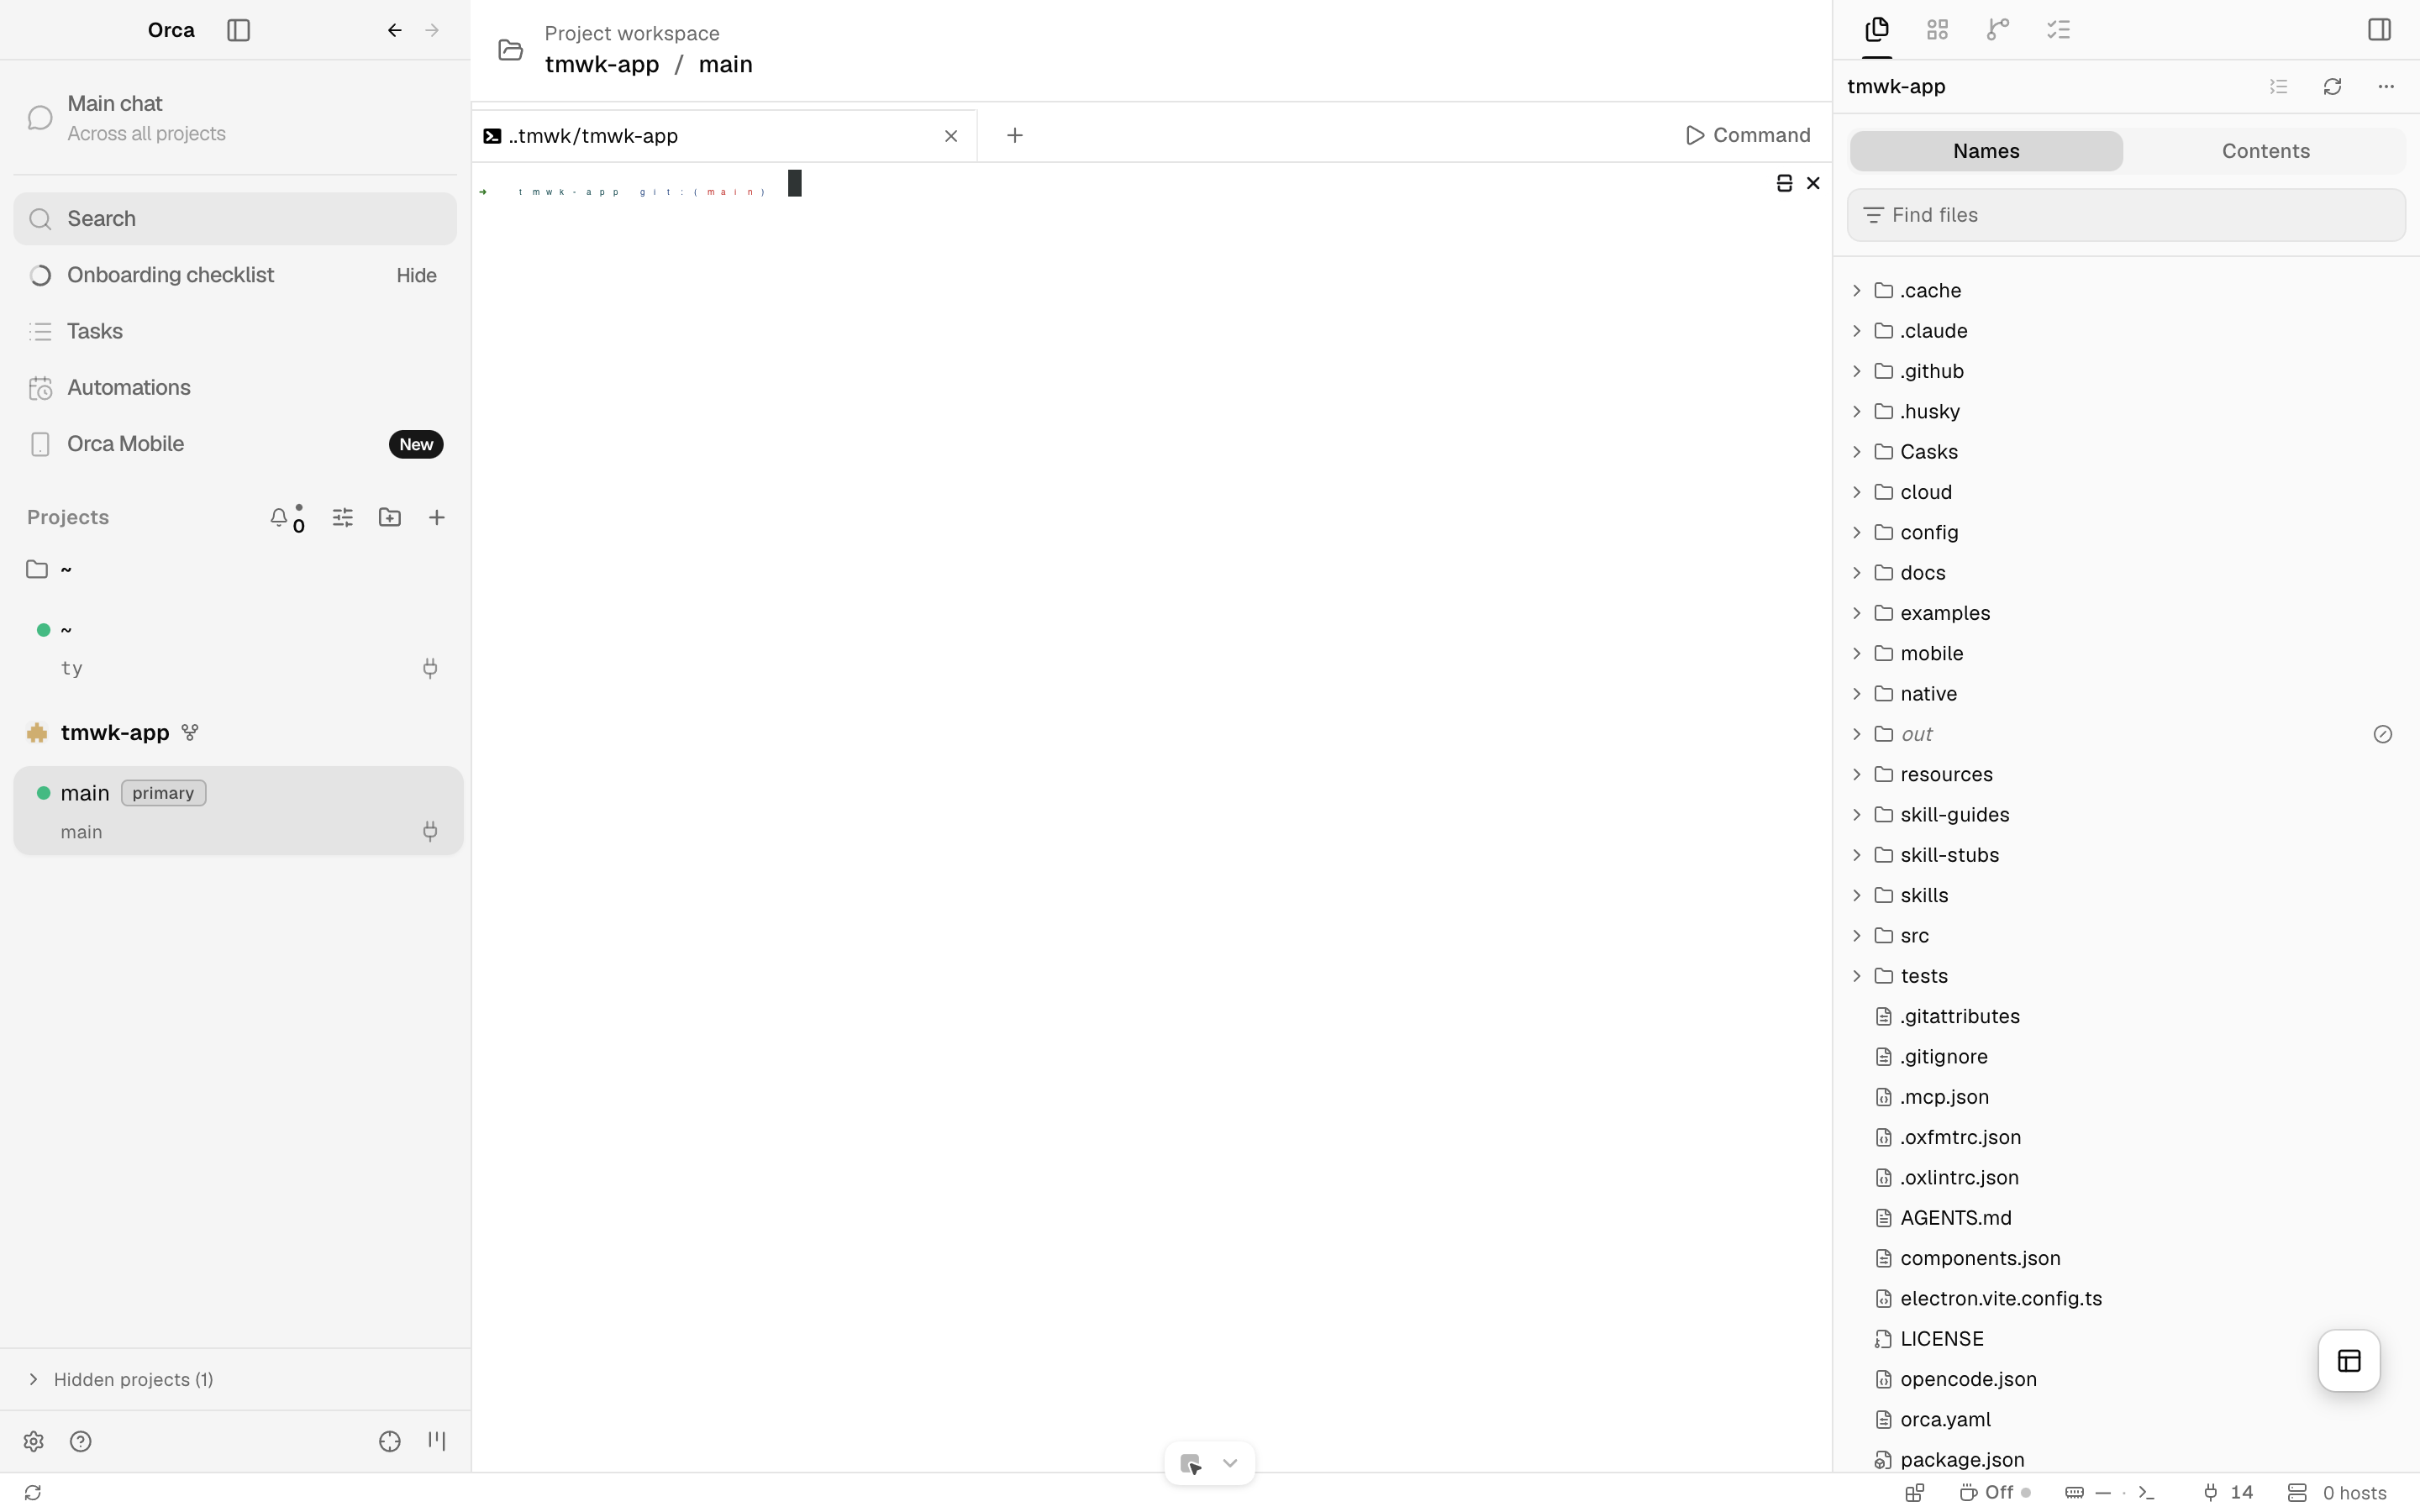 Orca
Main chat
Across all projects
Search
Onboarding checklist Hide
Tasks
Automations
Orca Mobile New
Projects 0
~
~
ty
tmwk-app
main primary
main
Hidden projects (1)
Project workspace
tmwk-app / main
..tmwk/tmwk-app Command
→ tmwk-app git:(main)
tmwk-app
Names Contents
Find files
.cache
.claude
.github
.husky
Casks
cloud
config
docs
examples
mobile
native
out
resources
skill-guides
skill-stubs
skills
src
tests
.gitattributes
.gitignore
.mcp.json
.oxfmtrc.json
.oxlintrc.json
AGENTS.md
components.json
electron.vite.config.ts
LICENSE
opencode.json
orca.yaml
package.json
Off — · 14 0 hosts